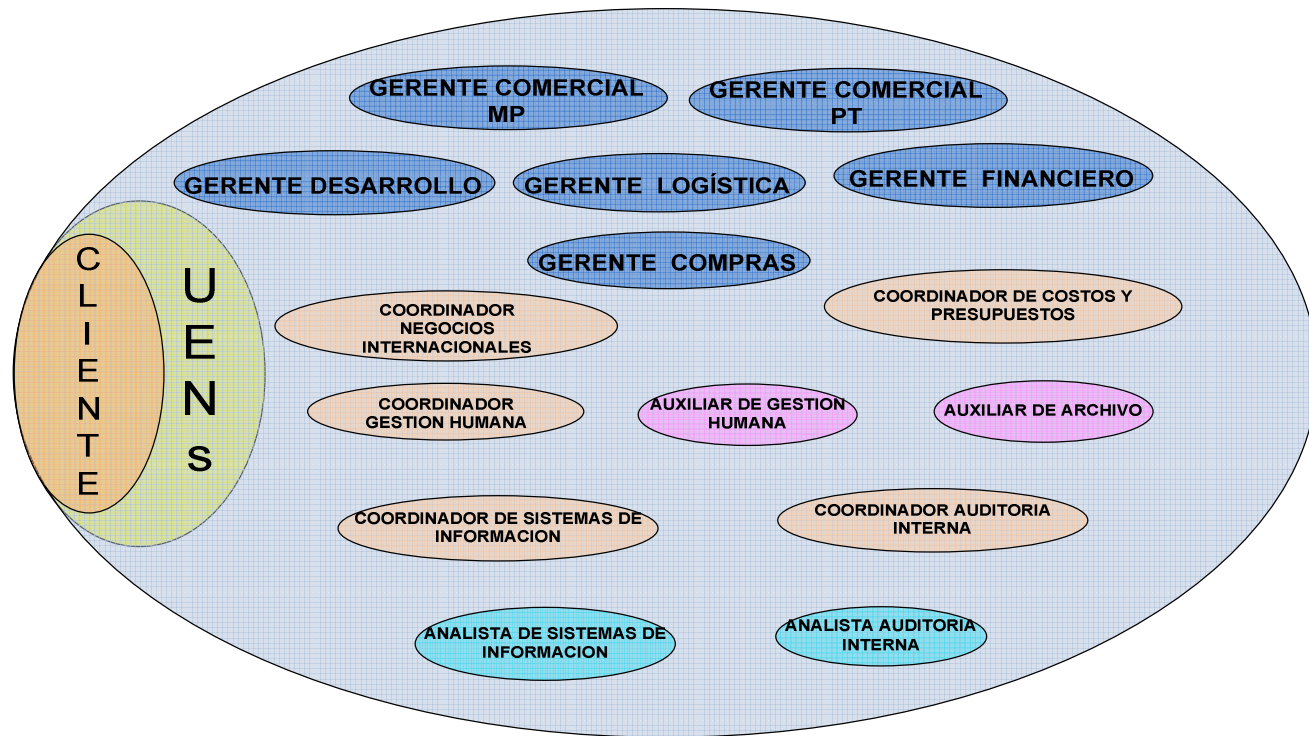 GERENTE COMERCIAL
MP
GERENTE COMERCIAL
PT
GERENTE DESARROLLO
GERENTE LOGÍSTICA
GERENTE FINANCIERO
GERENTE COMPRAS
CLIENTE
UENs
COORDINADOR
NEGOCIOS
INTERNACIONALES
COORDINADOR DE COSTOS Y
PRESUPUESTOS
COORDINADOR
GESTION HUMANA
AUXILIAR DE GESTION
HUMANA
AUXILIAR DE ARCHIVO
COORDINADOR DE SISTEMAS DE
INFORMACION
COORDINADOR AUDITORIA
INTERNA
ANALISTA DE SISTEMAS DE
INFORMACION
ANALISTA AUDITORIA
INTERNA